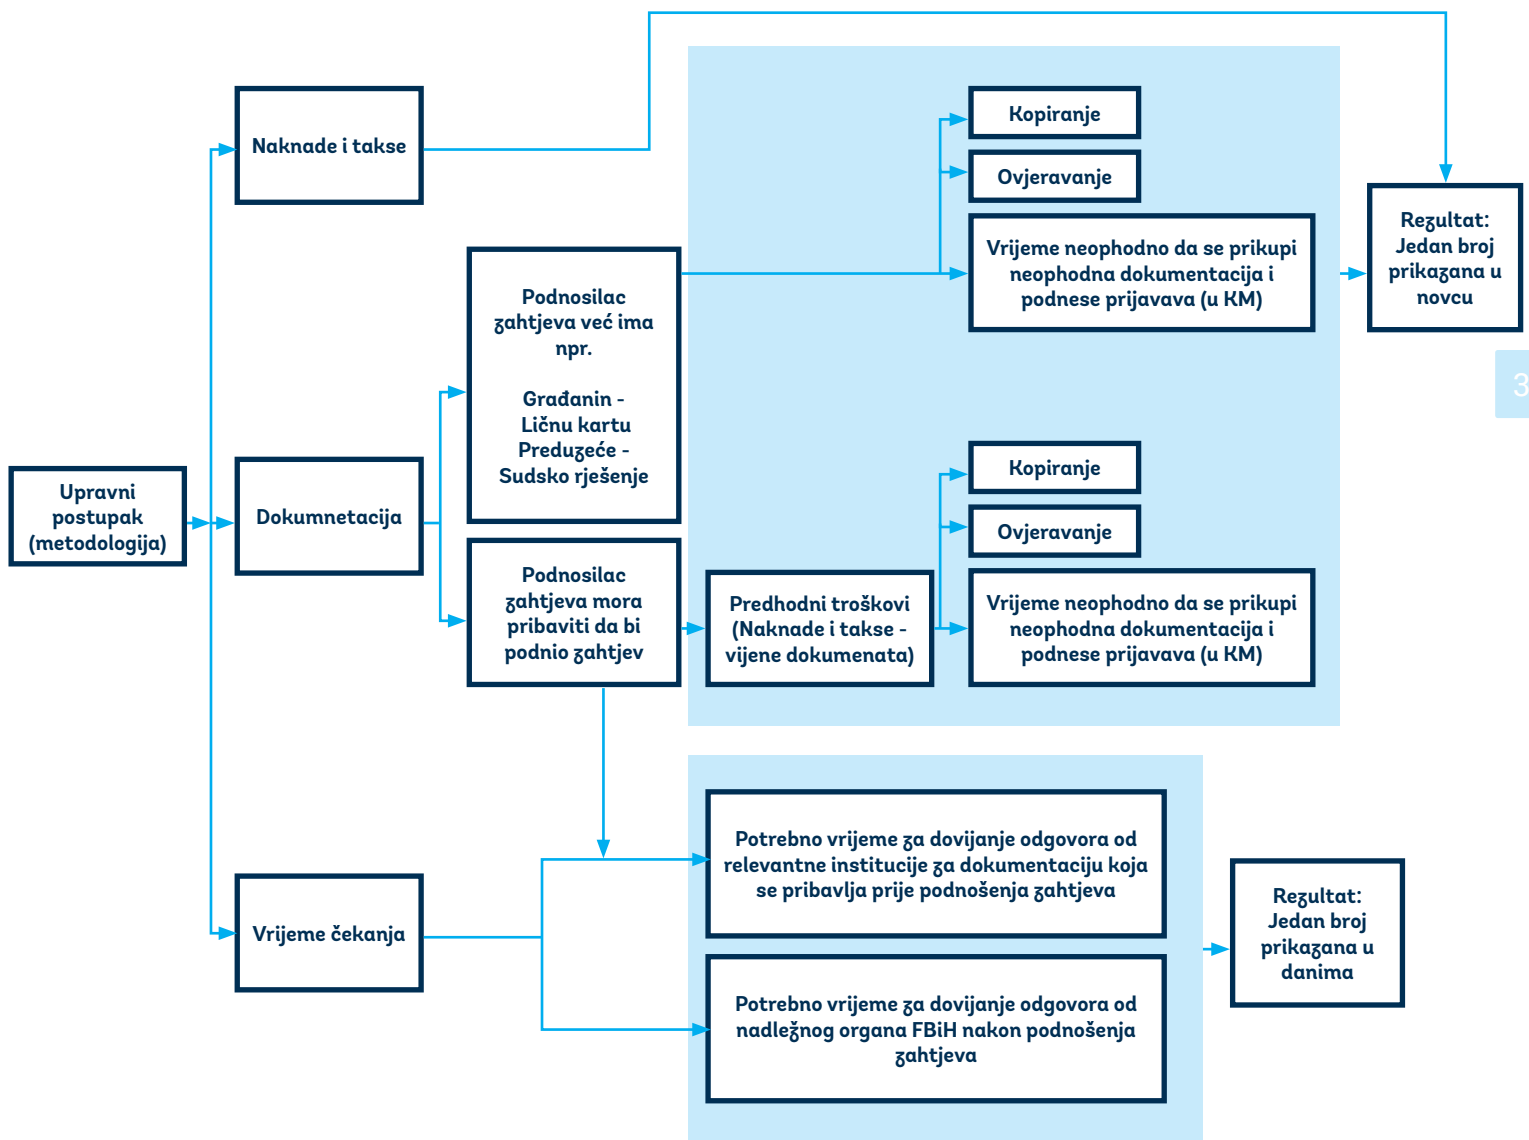 Naknade i takse
Kopiranje
Ovjeravanje
Vrijeme neophodno da se prikupi
neophodna dokumentacija i
podnese prijavava (u KM)
Rezultat:
Jedan broj
prikazana u
novcu
Podnosilac
zahtjeva već ima
npr.
Građanin -
Ličnu kartu
Preduzeće -
Sudsko rješenje
3
Upravni
postupak
(metodologija)
Dokumnetacija
Podnosilac
zahtjeva mora
pribaviti da bi
podnio zahtjev
Predhodni troškovi
(Naknade i takse -
vijene dokumenata)
Kopiranje
Ovjeravanje
Vrijeme neophodno da se prikupi
neophodna dokumentacija i
podnese prijavava (u KM)
Vrijeme čekanja
Potrebno vrijeme za dovijanje odgovora od
relevantne institucije za dokumentaciju koja
se pribavlja prije podnošenja zahtjeva
Potrebno vrijeme za dovijanje odgovora od
nadležnog organa FBiH nakon podnošenja
zahtjeva
Rezultat:
Jedan broj
prikazana u
danima